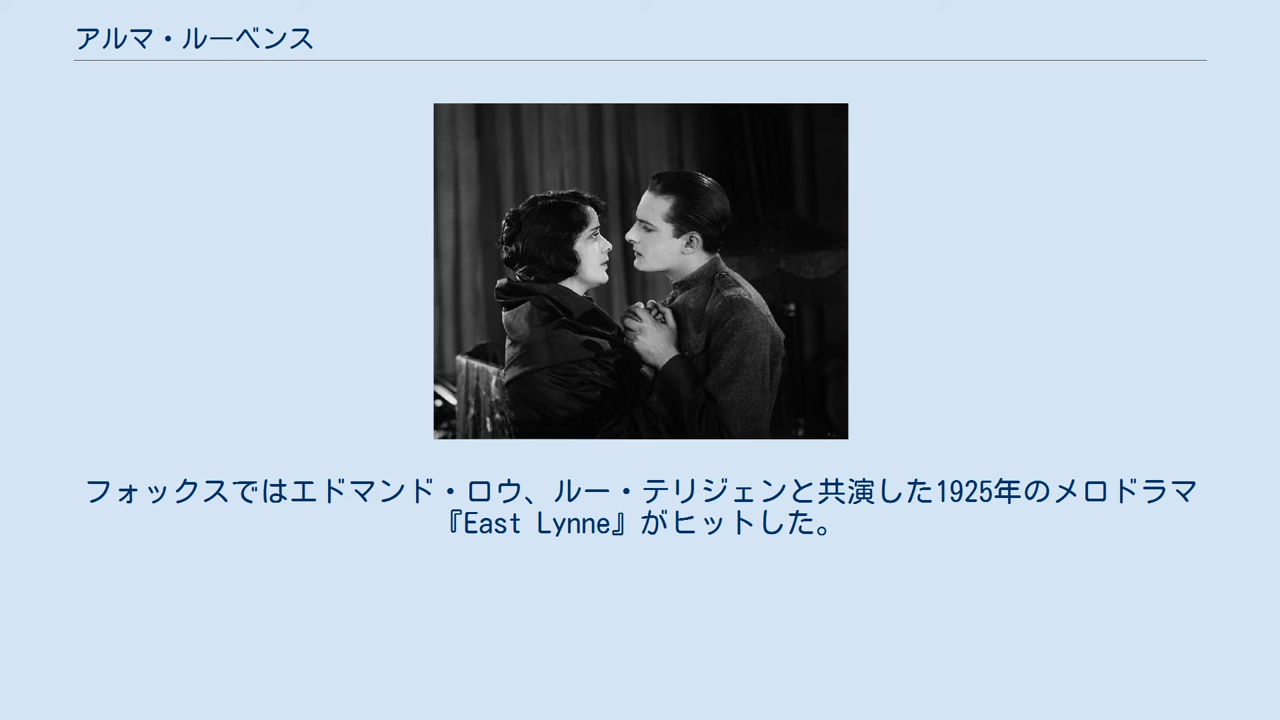 アルマ・ルーベンス
フォックスではエドマンド・ロウ、ルー・テリジェンと共演した1925年のメロドラマ
『East Lynne』がヒットした。